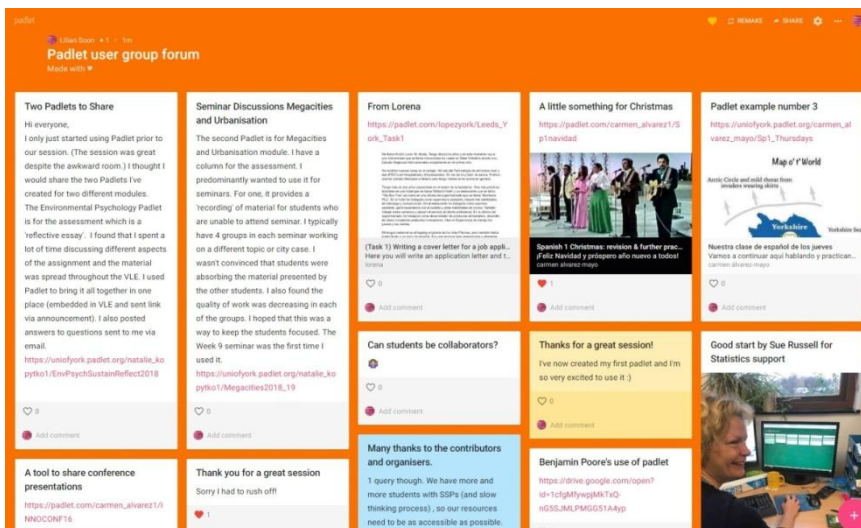 padlet
REMAKE
SHARE
Lilian Soon +1 · 1m
Padlet user group forum
Made with ♥
Two Padlets to Share
Hi everyone,
I only just started using Padlet prior to
our session. (The session was great
despite the awkward room.) I thought I
would share the two Padlets I've
created for two different modules.
The Environmental Psychology Padlet
is for the assessment which is a
'reflective essay'. I found that I spent a
lot of time discussing different aspects
of the assignment and the material
was spread throughout the VLE. I used
Padlet to bring it all together in one
place (embedded in VLE and sent link
via announcement). I also posted
answers to questions sent to me via
email.
https://uniofyork.padlet.org/natalie_ko
pytko1/EnvPsychSustainReflect2018
0
Add comment
A tool to share conference
presentations
https://padlet.com/carmen_alvarez1/I
NNOCONF16
Seminar Discussions Megacities
and Urbanisation
The second Padlet is for Megacities
and Urbanisation module. I have a
column for the assessment. I
predominantly wanted to use it for
seminars. For one, it provides a
'recording' of material for students who
are unable to attend seminar. I typically
have 4 groups in each seminar working
on a different topic or city case. I
wasn't convinced that students were
absorbing the material presented by
the other students. I also found the
quality of work was decreasing in each
of the groups. I hoped that this was a
way to keep the students focused. The
Week 9 seminar was the first time I
used it.
https://uniofyork.padlet.org/natalie_ko
pytko1/Megacities2018_19
0
Add comment
Thank you for a great session
Sorry I had to rush off!
1
From Lorena
https://padlet.com/lopezyork/Leeds_Y
ork_Task1
(Task 1) Writing a cover letter for a job appli...
Here you will write an application letter and t...
lorena
0
Add comment
Can students be collaborators?
0
Add comment
Many thanks to the contributors
and organisers.
1 query though. We have more and
more students with SSPs (and slow
thinking process) , so our resources
need to be as accessible as possible.
A little something for Christmas
https://padlet.com/carmen_alvarez1/S
p1navidad
Spanish 1 Christmas: revision & further prac...
¡Feliz Navidad y próspero año nuevo a todos!
carmen alvarez-mayo
1
Add comment
Thanks for a great session!
I've now created my first padlet and I'm
so very excited to use it :)
0
Add comment
Benjamin Poore's use of padlet
https://drive.google.com/open?
id=1cfgMfywpjMkTxQ-
nG5SJMLPMGG51A4yp
Padlet example number 3
https://uniofyork.padlet.org/carmen_al
varez_mayo/Sp1_Thursdays
Map o' t' World
Arctic Circle and mild threat from
invaders wearing skirts
Yorkshire
Yorkshire Sea
Nuestra clase de español de los jueves
Vamos a continuar aquí hablando y practican...
carmen alvarez-mayo
0
Add comment
Good start by Sue Russell for
Statistics support